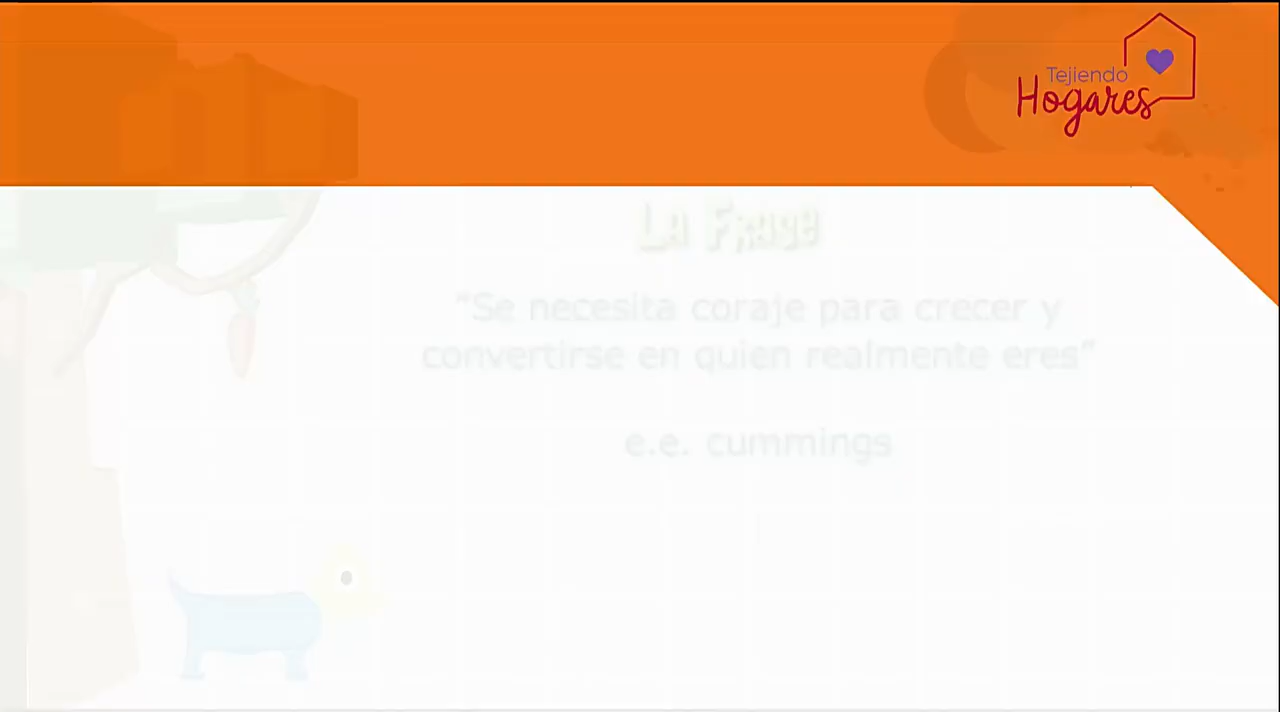 Tejiendo
Hogares
La Frase
"Se necesita coraje para crecer y
convertirse en quien realmente eres"
e.e. cummings